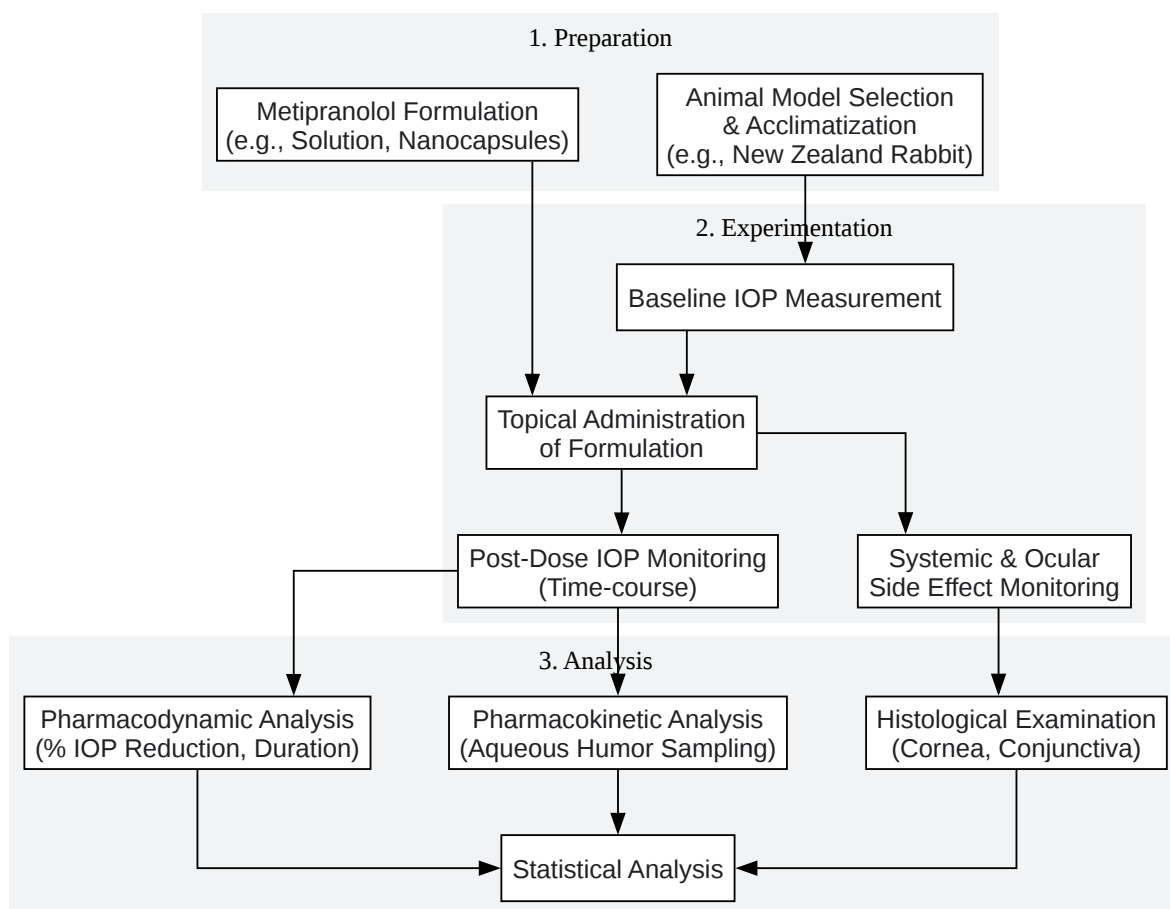 1. Preparation
Metipranolol Formulation
(e.g., Solution, Nanocapsules)
Animal Model Selection
& Acclimatization
(e.g., New Zealand Rabbit)
2. Experimentation
Baseline IOP Measurement
Topical Administration
of Formulation
Post-Dose IOP Monitoring
(Time-course)
Systemic & Ocular
Side Effect Monitoring
3. Analysis
Pharmacodynamic Analysis
(% IOP Reduction, Duration)
Pharmacokinetic Analysis
(Aqueous Humor Sampling)
Histological Examination
(Cornea, Conjunctiva)
Statistical Analysis